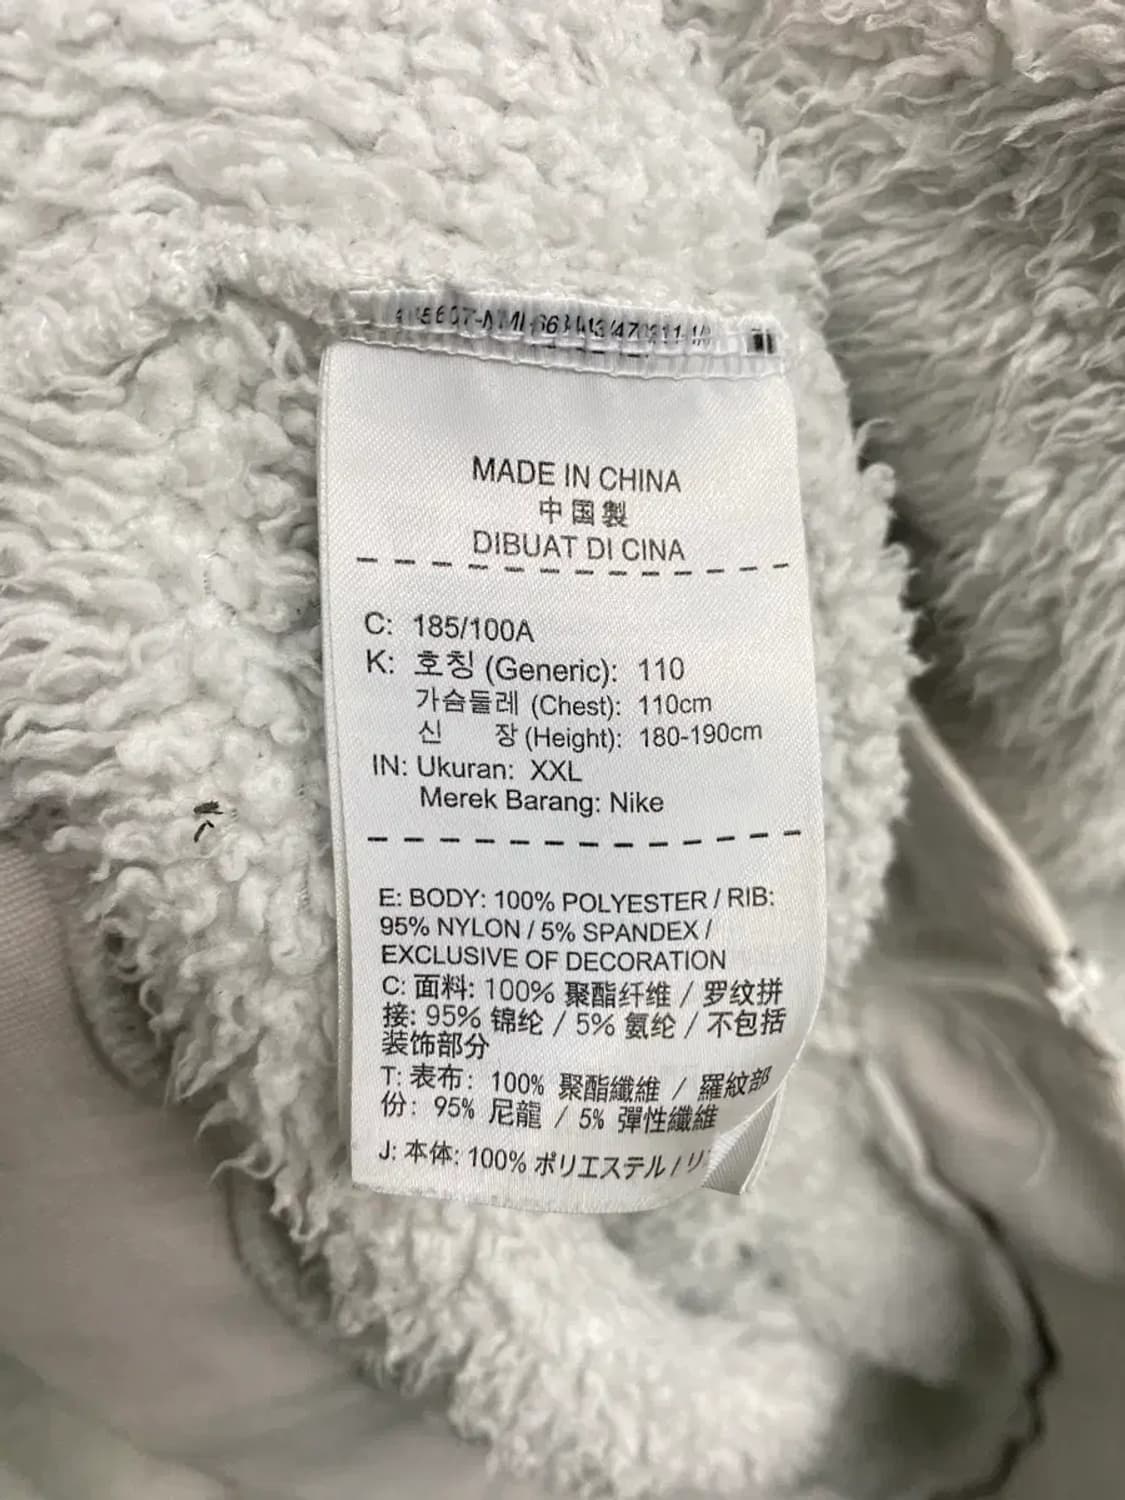 MADE IN CHINA
中国製
DIBUAT DI CINA
C: 185/100A
K: 호칭 (Generic): 110
가슴둘레 (Chest): 110cm
신 장 (Height): 180-190cm
IN: Ukuran: XXL
Merek Barang: Nike
E: BODY: 100% POLYESTER / RIB:
95% NYLON / 5% SPANDEX /
EXCLUSIVE OF DECORATION
C: 面料: 100% 聚酯纤维 / 罗纹拼
接: 95% 锦纶 / 5% 氨纶 / 不包括
装饰部分
T: 表布: 100% 聚酯纖維 / 羅紋部
份: 95% 尼龍 / 5% 彈性纖維
J: 本体: 100% ポリエステル /